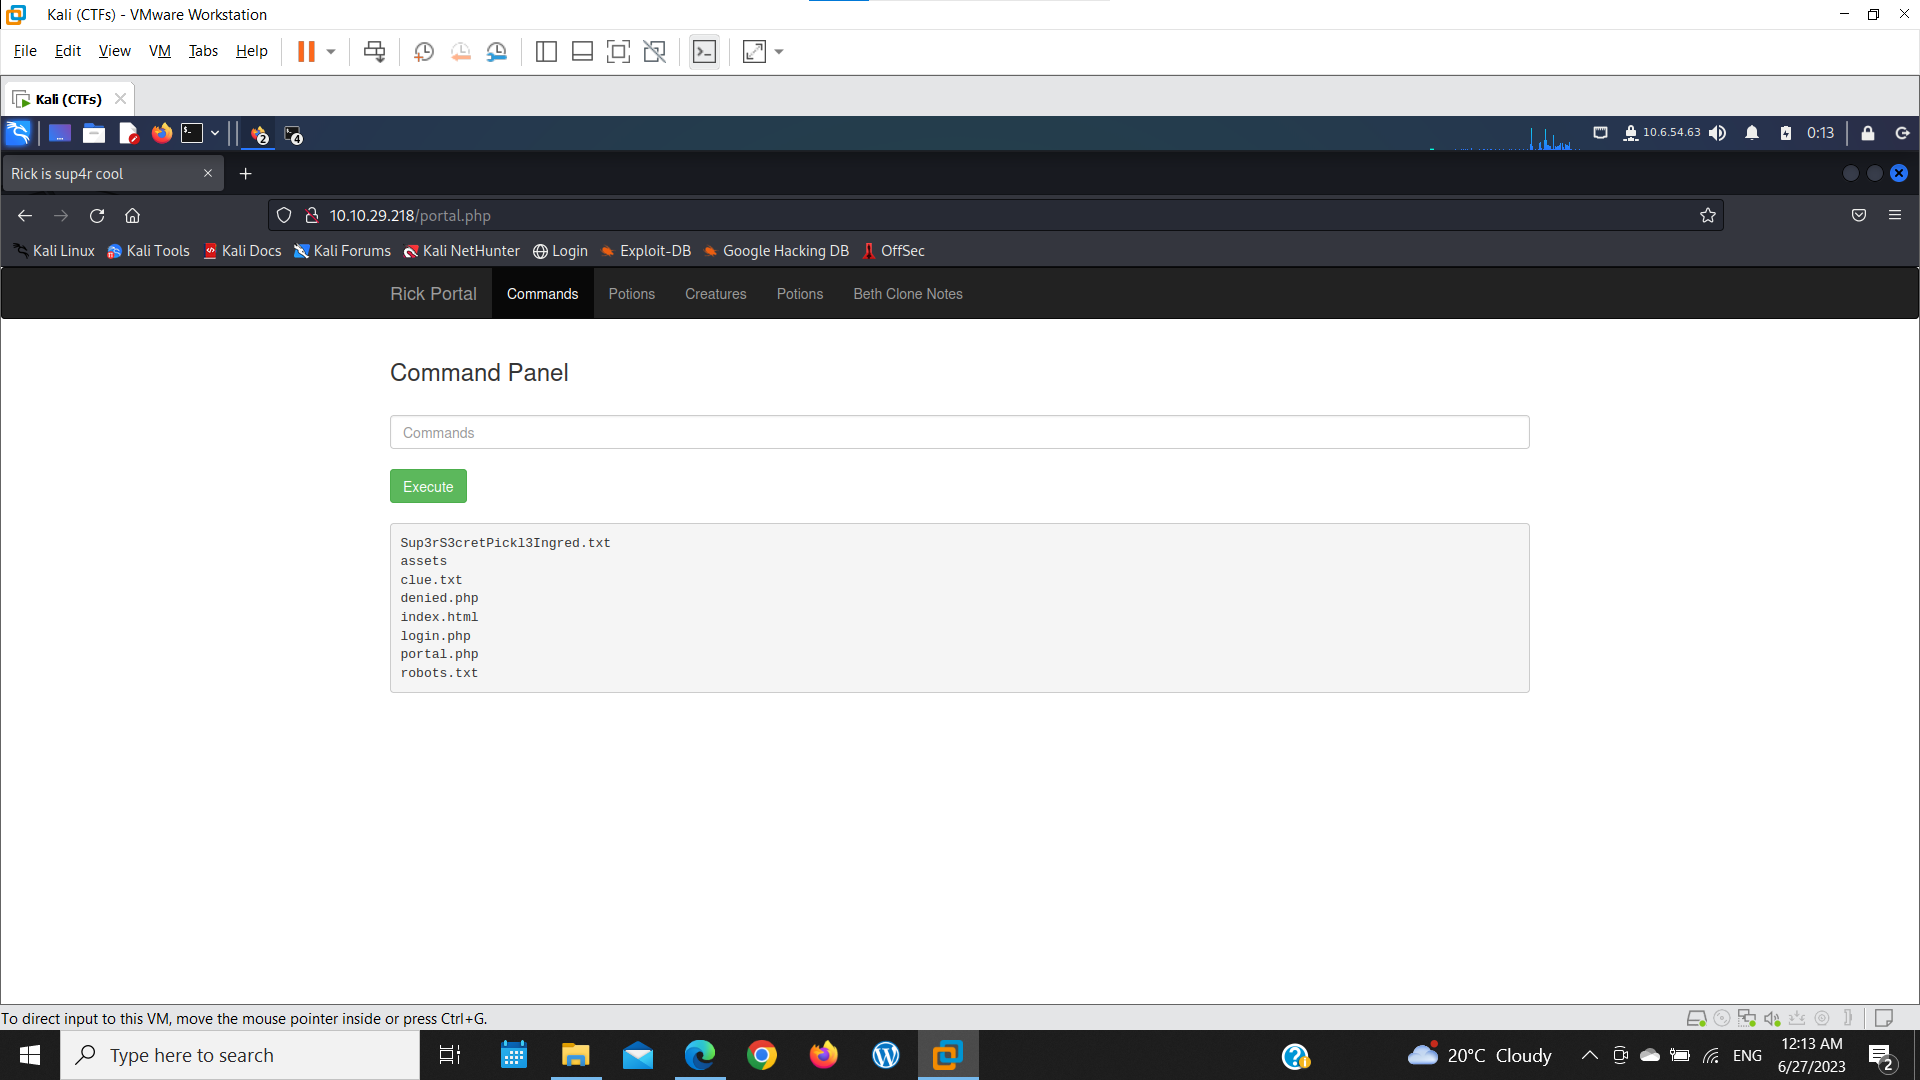 Kali (CTFs) - VMware Workstation
File Edit View VM Tabs Help
Kali (CTFs)
2 4 10.6.54.63 0:13
Rick is sup4r cool
10.10.29.218/portal.php
Kali Linux Kali Tools Kali Docs Kali Forums Kali NetHunter Login Exploit-DB Google Hacking DB OffSec
Rick Portal Commands Potions Creatures Potions Beth Clone Notes
Command Panel
Commands
Execute
Sup3rS3cretPickl3Ingred.txt
assets
clue.txt
denied.php
index.html
login.php
portal.php
robots.txt
To direct input to this VM, move the mouse pointer inside or press Ctrl+G.
Type here to search
20°C Cloudy
ENG
12:13 AM
6/27/2023
2